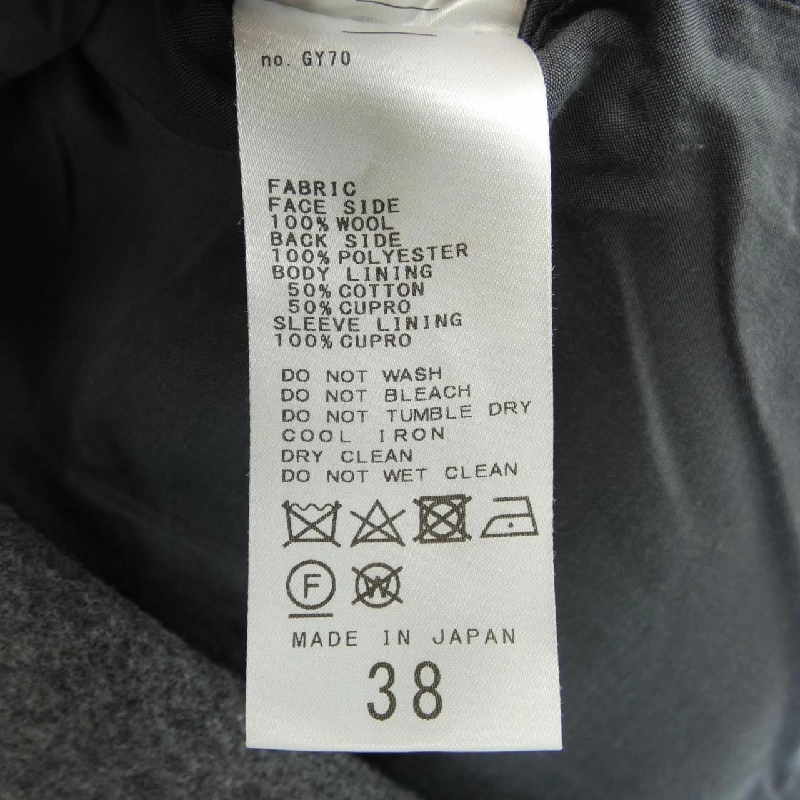 no. GY70
FABRIC
FACE SIDE
100% WOOL
BACK SIDE
100% POLYESTER
BODY LINING
50% COTTON
50% CUPRO
SLEEVE LINING
100% CUPRO
DO NOT WASH
DO NOT BLEACH
DO NOT TUMBLE DRY
COOL IRON
DRY CLEAN
DO NOT WET CLEAN
F W
MADE IN JAPAN
38